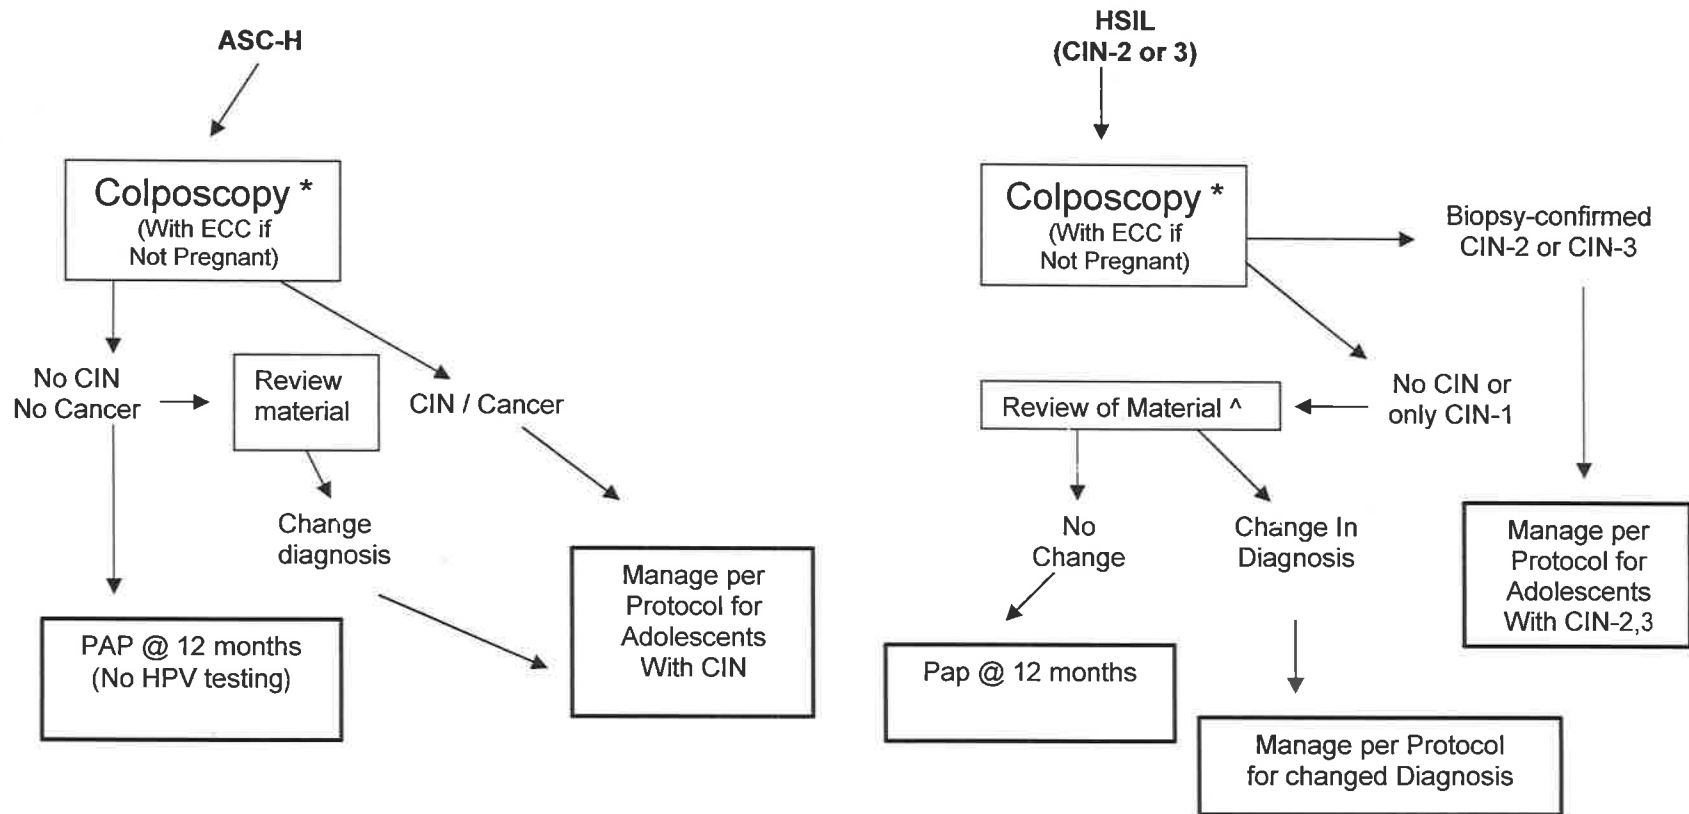 ASC-H
Colposcopy *
(With ECC if
Not Pregnant)
No CIN
No Cancer
Review
material
CIN / Cancer
Change
diagnosis
PAP @ 12 months
(No HPV testing)
Manage per
Protocol for
Adolescents
With CIN
HSIL
(CIN-2 or 3)
Colposcopy *
(With ECC if
Not Pregnant)
Biopsy-confirmed
CIN-2 or CIN-3
No CIN or
only CIN-1
Review of Material ^
No
Change
Change In
Diagnosis
Manage per
Protocol for
Adolescents
With CIN-2,3
Pap @ 12 months
Manage per Protocol
for changed Diagnosis